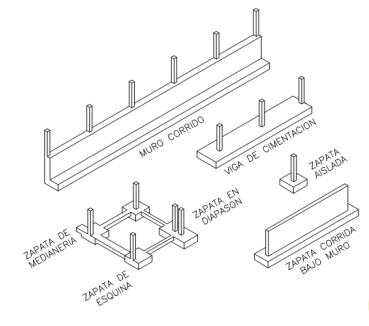 MURO CORRIDO
VIGA DE CIMENTACION
ZAPATA
AISLADA
ZAPATA EN
DIAPASON
ZAPATA DE
MEDIANERIA
ZAPATA DE
ESQUINA
ZAPATA CORRIDA
BAJO MURO